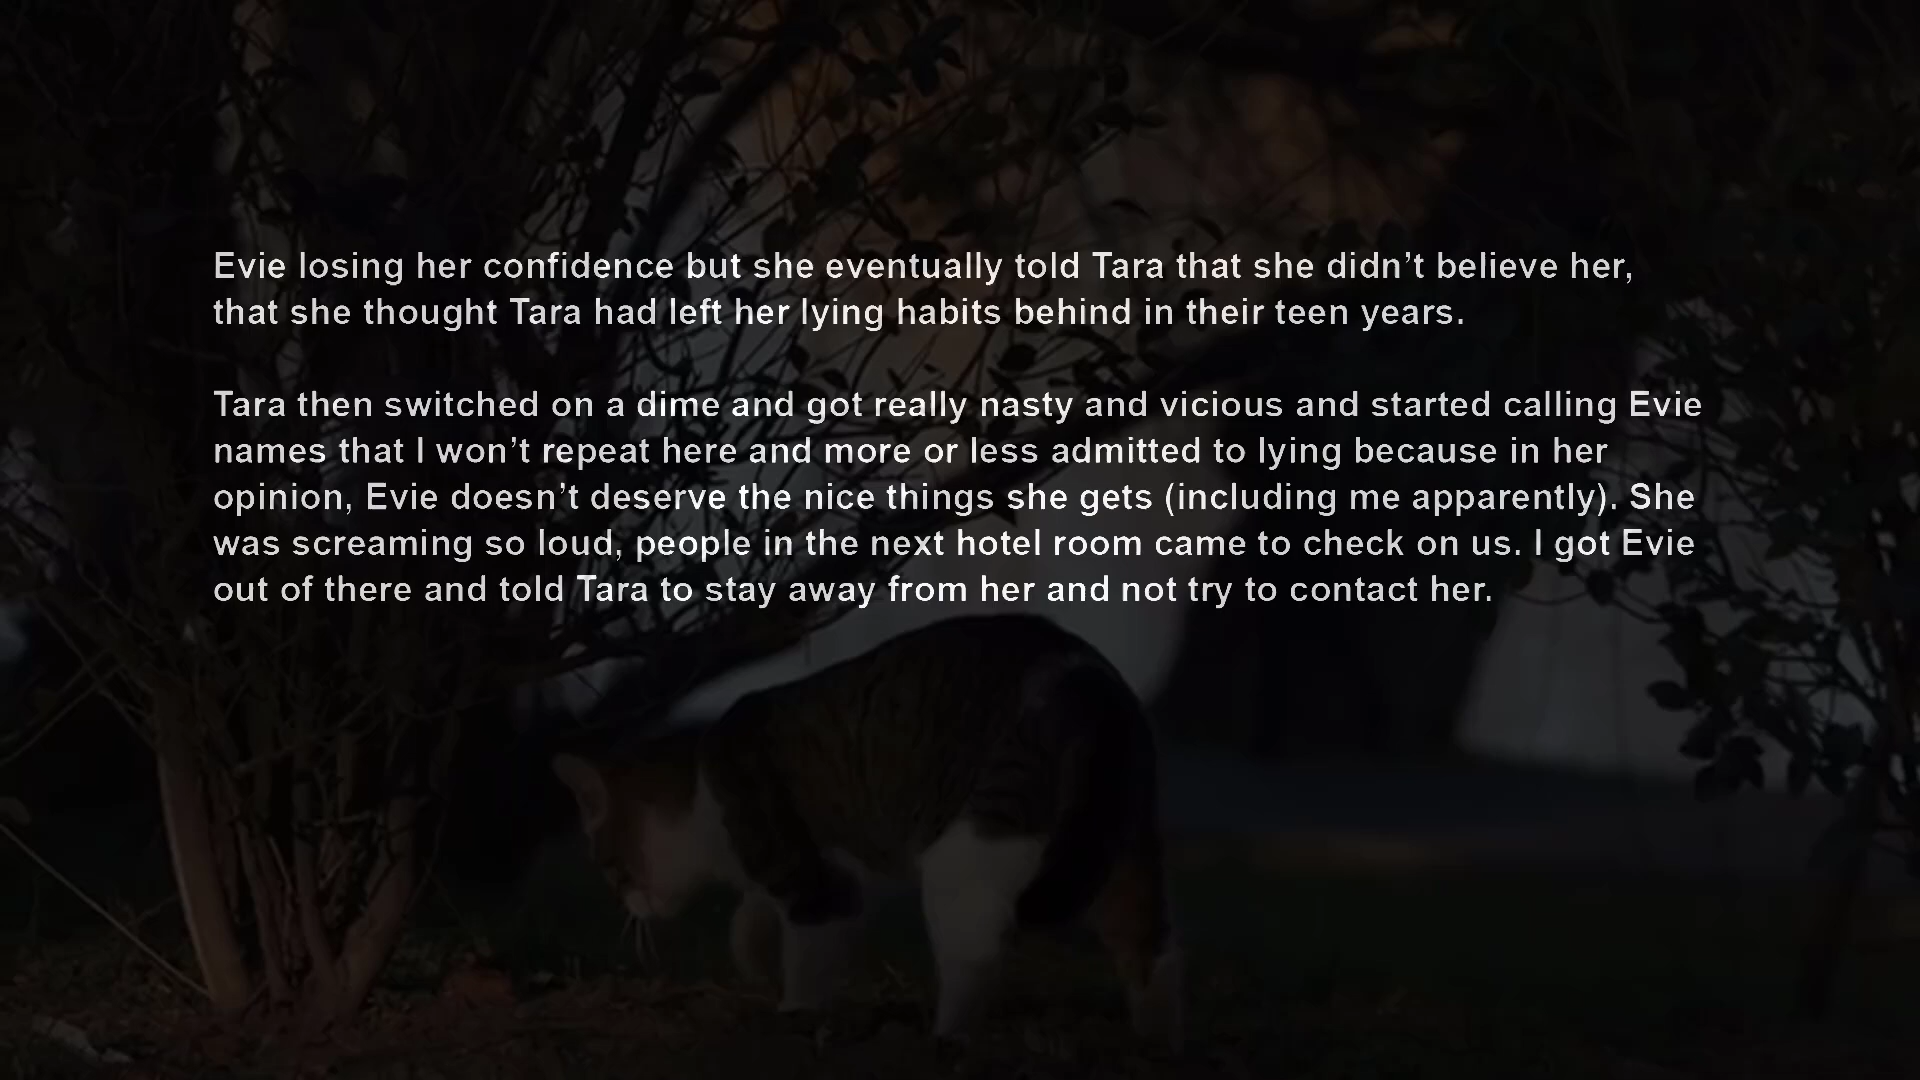 Evie losing her confidence but she eventually told Tara that she didn’t believe her,
that she thought Tara had left her lying habits behind in their teen years.
Tara then switched on a dime and got really nasty and vicious and started calling Evie
names that I won’t repeat here and more or less admitted to lying because in her
opinion, Evie doesn’t deserve the nice things she gets (including me apparently). She
was screaming so loud, people in the next hotel room came to check on us. I got Evie
out of there and told Tara to stay away from her and not try to contact her.